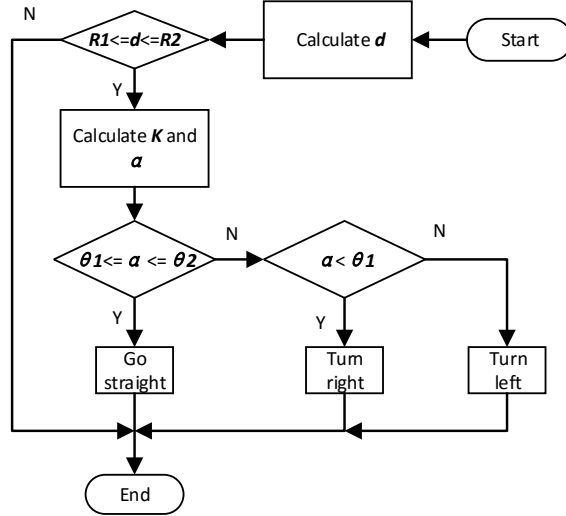 Start
Calculate d
R1<=d<=R2
N
Y
Calculate K and
α
θ1<= α <= θ2
N
Y
α< θ1
N
Y
Go
straight
Turn
right
Turn
left
End